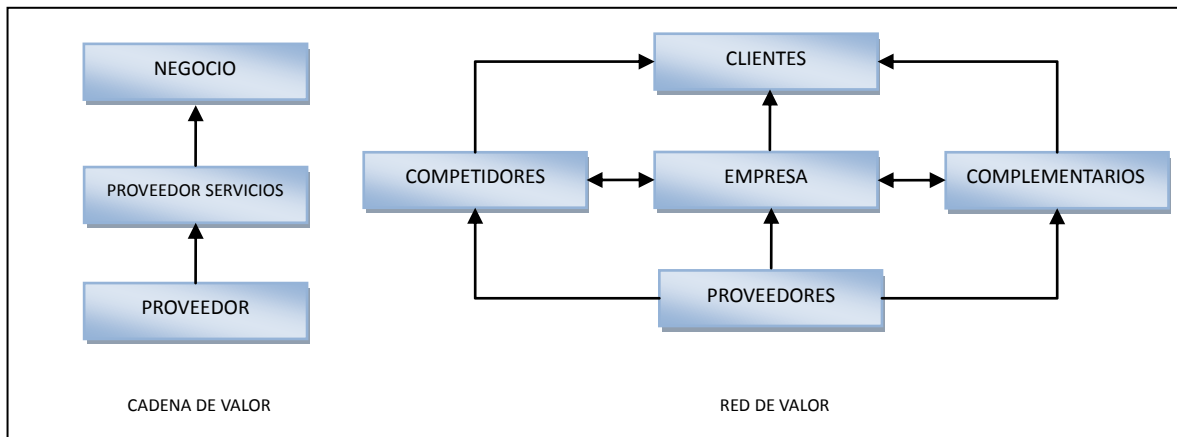 NEGOCIO
PROVEEDOR SERVICIOS
PROVEEDOR
CADENA DE VALOR
CLIENTES
COMPETIDORES
EMPRESA
COMPLEMENTARIOS
PROVEEDORES
RED DE VALOR